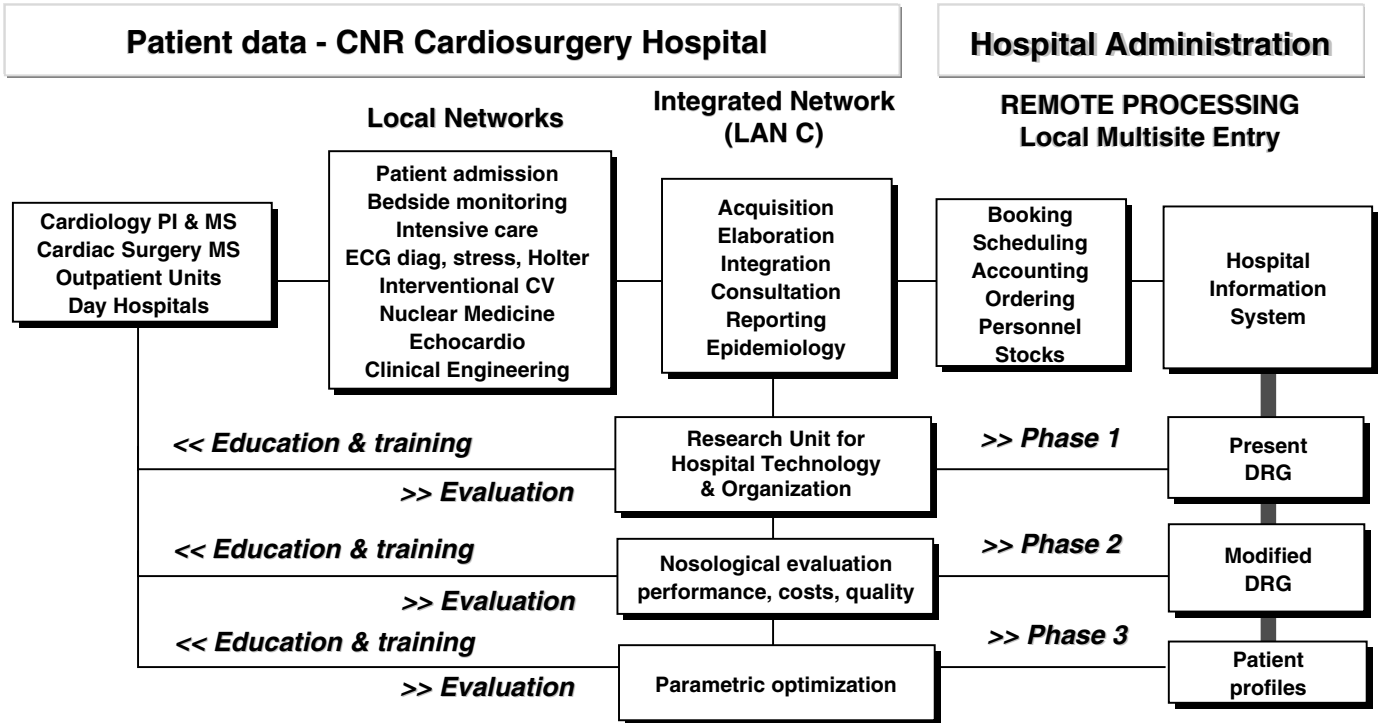 Patient data - CNR Cardiosurgery Hospital
Hospital Administration
Local Networks
Integrated Network
(LAN C)
REMOTE PROCESSING
Local Multisite Entry
Cardiology PI & MS
Cardiac Surgery MS
Outpatient Units
Day Hospitals
Patient admission
Bedside monitoring
Intensive care
ECG diag, stress, Holter
Interventional CV
Nuclear Medicine
Echocardio
Clinical Engineering
Acquisition
Elaboration
Integration
Consultation
Reporting
Epidemiology
Booking
Scheduling
Accounting
Ordering
Personnel
Stocks
Hospital
Information
System
<< Education & training
>> Evaluation
Research Unit for
Hospital Technology
& Organization
>> Phase 1
Present
DRG
<< Education & training
>> Evaluation
Nosological evaluation
performance, costs, quality
>> Phase 2
Modified
DRG
<< Education & training
>> Evaluation
Parametric optimization
>> Phase 3
Patient
profiles